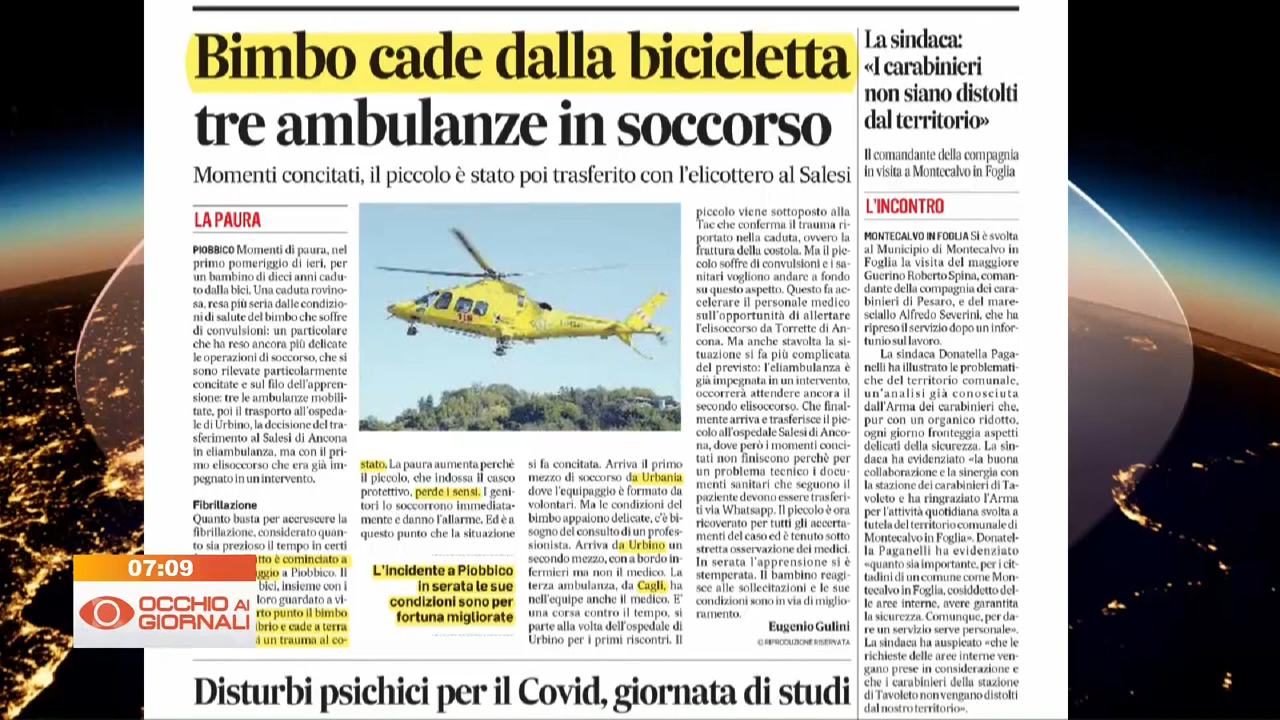 Bimbo cade dalla bicicletta
tre ambulanze in soccorso
Momenti concitati, il piccolo è stato poi trasferito con l'elicottero al Salesi
LA PAURA
PIOBBICO Momenti di paura, nel
primo pomeriggio di ieri, per
un bambino di dieci anni cadu-
to dalla bici. Una caduta rovino-
sa, resa più seria dalle condizio-
ni di salute del bimbo che soffre
di convulsioni: un particolare
che ha reso ancora più delicate
le operazioni di soccorso, che si
sono rilevate particolarmente
concitate e sul filo dell'appren-
sione: tre le ambulanze mobili-
tate, poi il trasporto all'ospeda-
le di Urbino, la decisione del tra-
sferimento al Salesi di Ancona
in eliambulanza, ma con il pri-
mo elisoccorso che era già im-
pegnato in un intervento.
Fibrillazione
Quanto basta per accrescere la
fibrillazione, considerato quan-
to sia prezioso il tempo in certi
tto è cominciato a
ggio a Piobbico. Il
bici, insieme con i
loro guardato a vi-
rto punto il bimbo
brio e cade a terra
i un trauma al co-
stato. La paura aumenta perchè
il piccolo, che indossa il casco
protettivo, perde i sensi. I geni-
tori lo soccorrono immediata-
mente e danno l'allarme. Ed è a
questo punto che la situazione
L'incidente a Piobbico
in serata le sue
condizioni sono per
fortuna migliorate
si fa concitata. Arriva il primo
mezzo di soccorso da Urbania
dove l'equipaggio è formato da
volontari. Ma le condizioni del
bimbo appaiono delicate, c'è bi-
sogno del consulto di un profes-
sionista. Arriva da Urbino un
secondo mezzo, con a bordo in-
fermieri ma non il medico. La
terza ambulanza, da Cagli, ha
nell'equipe anche il medico. E'
una corsa contro il tempo, si
parte alla volta dell'ospedale di
Urbino per i primi riscontri. Il
piccolo viene sottoposto alla
Tac che conferma il trauma ri-
portato nella caduta, ovvero la
frattura della costola. Ma il pic-
colo soffre di convulsioni e i sa-
nitari vogliono andare a fondo
su questo aspetto. Questo fa ac-
celerare il personale medico
sull'opportunità di allertare
l'elisoccorso da Torrette di An-
cona. Ma anche stavolta la si-
tuazione si fa più complicata
del previsto: l'eliambulanza è
già impegnata in un intervento,
occorrerà attendere ancora il
secondo elisoccorso. Che final-
mente arriva e trasferisce il pic-
colo all'ospedale Salesi di Anco-
na, dove però i momenti conci-
tati non finiscono perchè per
un problema tecnico i docu-
menti sanitari che seguono il
paziente devono essere trasferi-
ti via Whatsapp. Il piccolo è ora
ricoverato per tutti gli accerta-
menti del caso ed è tenuto sotto
stretta osservazione dei medici.
In serata l'apprensione si è
stemperata. Il bambino reagi-
sce alle sollecitazioni e le sue
condizioni sono in via di miglio-
ramento.
Eugenio Gulini
© RIPRODUZIONE RISERVATA
La sindaca:
«I carabinieri
non siano distolti
dal territorio»
Il comandante della compagnia
in visita a Montecalvo in Foglia
L'INCONTRO
MONTECALVO IN FOGLIA Si è svolta
al Municipio di Montecalvo in
Foglia la visita del maggiore
Guerino Roberto Spina, coman-
dante della compagnia dei cara-
binieri di Pesaro, e del mare-
sciallo Alfredo Severini, che ha
ripreso il servizio dopo un infor-
tunio sul lavoro.
La sindaca Donatella Paga-
nelli ha illustrato le problemati-
che del territorio comunale,
un'analisi già conosciuta
dall'Arma dei carabinieri che,
pur con un organico ridotto,
ogni giorno fronteggia aspetti
delicati della sicurezza. La sin-
daca ha evidenziato «la buona
collaborazione e la sinergia con
la stazione dei carabinieri di Ta-
voleto e ha ringraziato l'Arma
per l'attività quotidiana svolta a
tutela del territorio comunale di
Montecalvo in Foglia». Donatel-
la Paganelli ha evidenziato
«quanto sia importante, per i cit-
tadini di un comune come Mon-
tecalvo in Foglia, cosiddetto del-
le aree interne, avere garantita
la sicurezza. Comunque, per da-
re un servizio serve personale».
La sindaca ha auspicato «che le
richieste delle aree interne ven-
gano prese in considerazione e
che i carabinieri della stazione
di Tavoleto non vengano distolti
dal nostro territorio».
Disturbi psichici per il Covid, giornata di studi
07:09
OCCHIO AI
GIORNALI